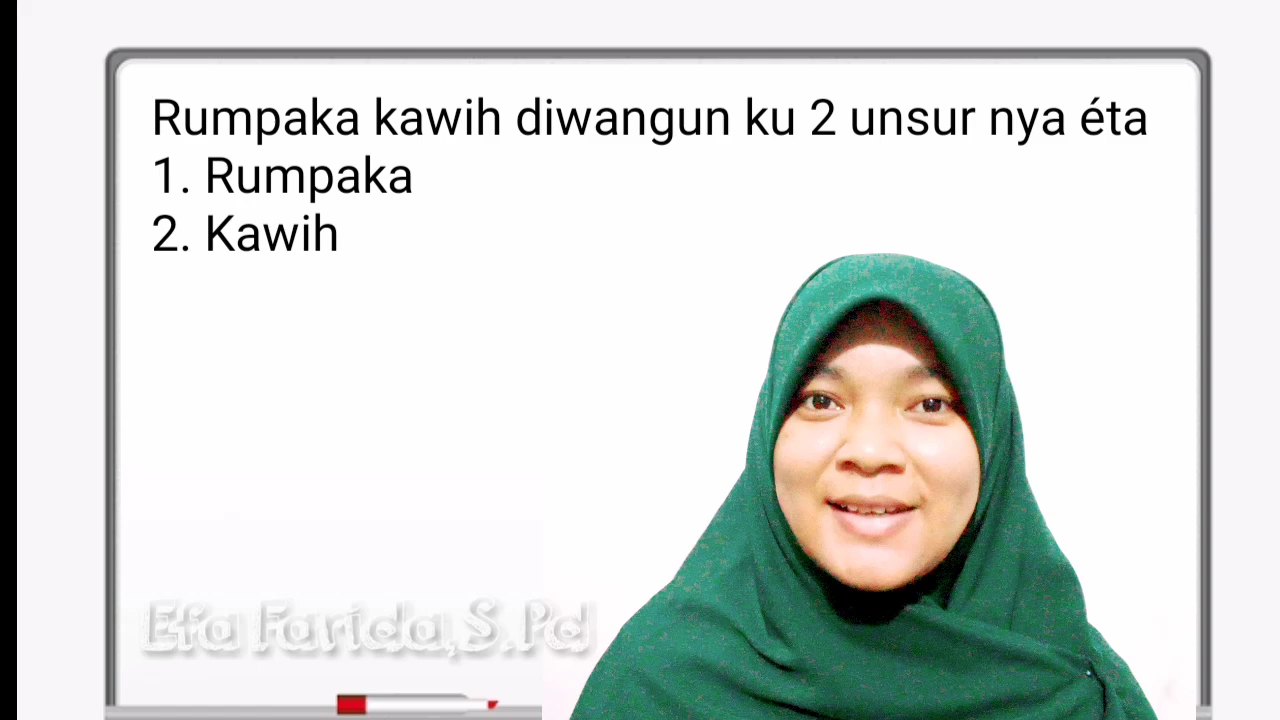 Rumpaka kawih diwangun ku 2 unsur nya éta
1. Rumpaka
2. Kawih
Efa Farida,S.Pd